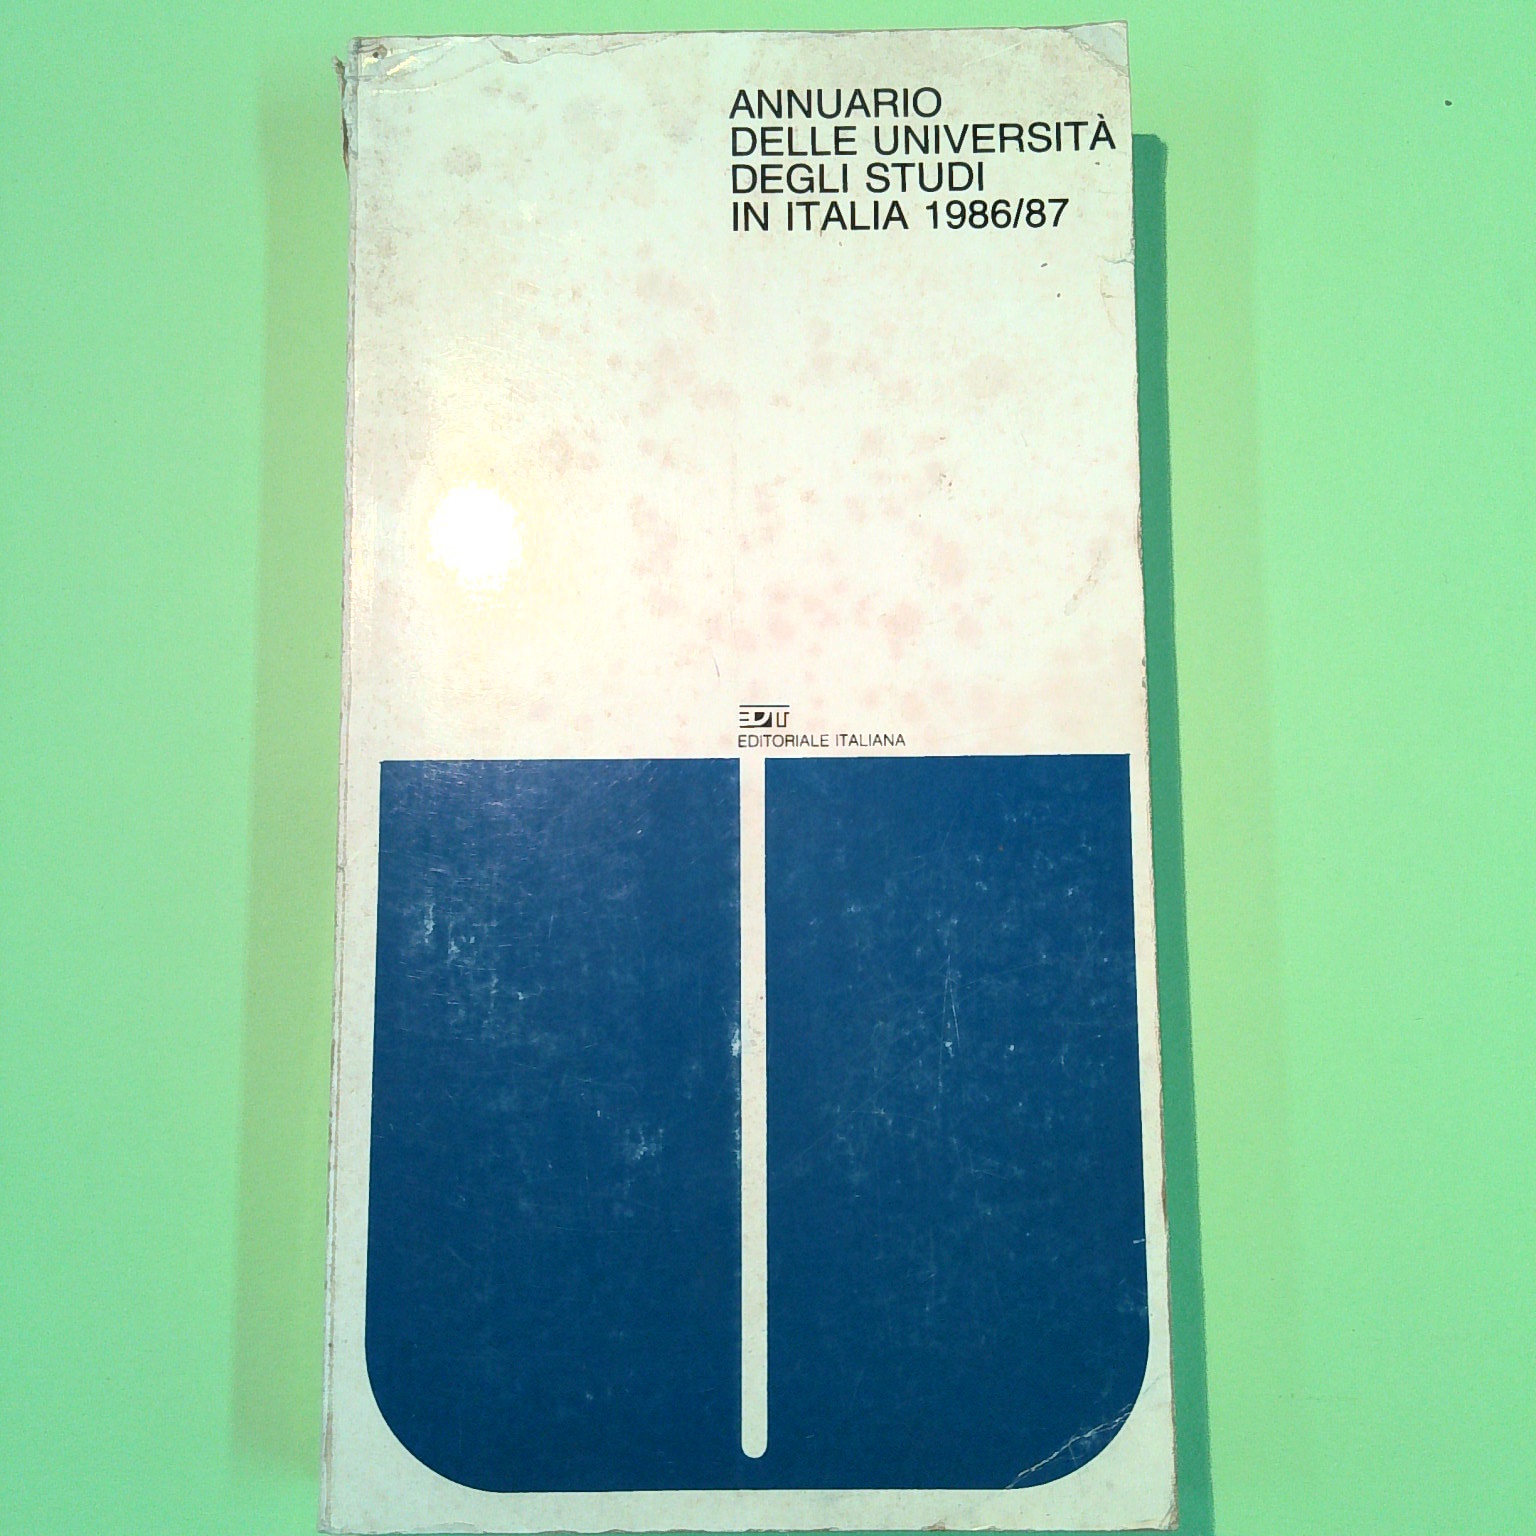 ANNUARIO
DELLE UNIVERSITÀ
DEGLI STUDI
IN ITALIA 1986/87
EDIT
EDITORIALE ITALIANA